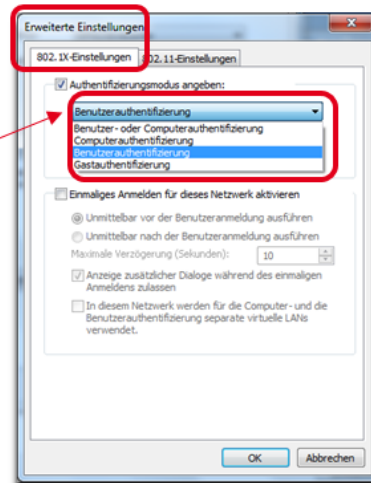 Erweiterte Einstellungen
802.1X-Einstellungen
802.11-Einstellungen
Authentifizierungsmodus angeben:
Benutzerauthentifizierung
Benutzer- oder Computerauthentifizierung
Computerauthentifizierung
Benutzerauthentifizierung
Gastauthentifizierung
Einmaliges Anmelden für dieses Netzwerk aktivieren
Unmittelbar vor der Benutzeranmeldung ausführen
Unmittelbar nach der Benutzeranmeldung ausführen
Maximale Verzögerung (Sekunden): 10
Anzeige zusätzlicher Dialoge während des einmaligen
Anmeldens zulassen
In diesem Netzwerk werden für die Computer- und die
Benutzerauthentifizierung separate virtuelle LANs
verwendet.
OK
Abbrechen